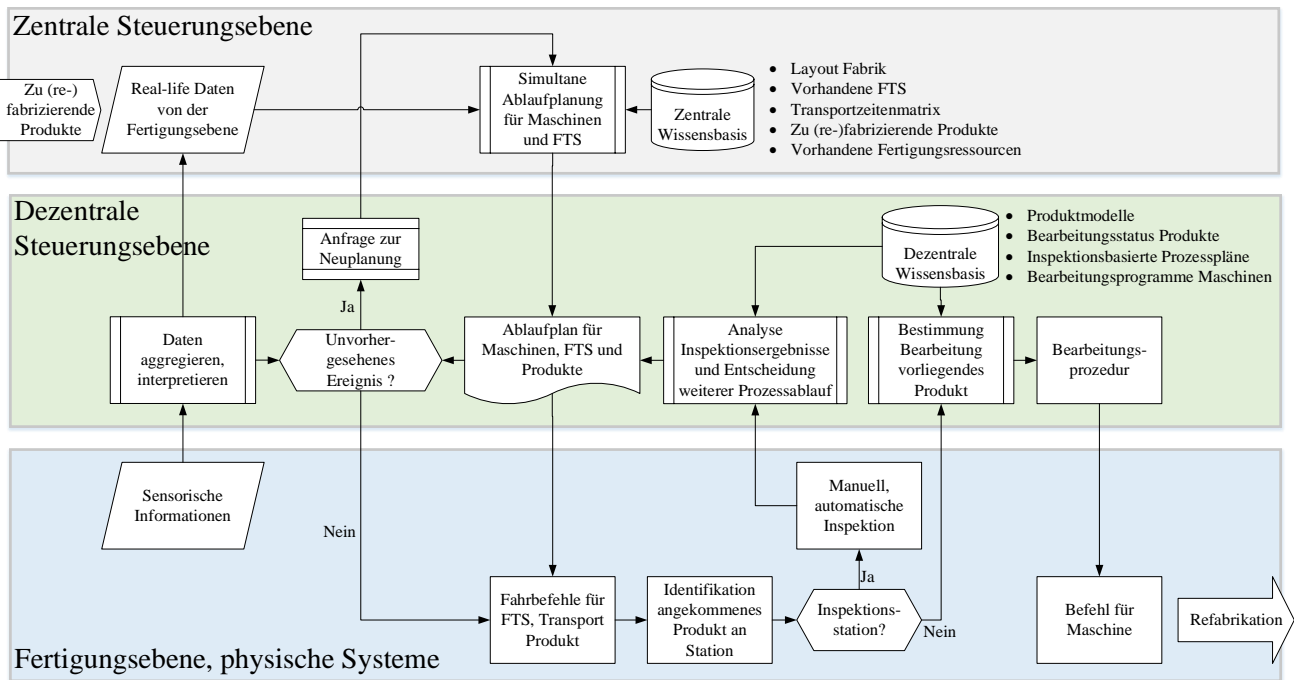 Zentrale Steuerungsebene
Zu (re-)
fabrizierende
Produkte
Real-life Daten
von der
Fertigungsebene
Simultane
Ablaufplanung
für Maschinen
und FTS
Zentrale
Wissensbasis
• Layout Fabrik
• Vorhandene FTS
• Transportzeitenmatrix
• Zu (re-)fabrizierende Produkte
• Vorhandene Fertigungsressourcen
Dezentrale
Steuerungsebene
Anfrage zur
Neuplanung
Ja
Dezentrale
Wissensbasis
• Produktmodelle
• Bearbeitungsstatus Produkte
• Inspektionsbasierte Prozesspläne
• Bearbeitungsprogramme Maschinen
Daten
aggregieren,
interpretieren
Unvorher-
gesehenes
Ereignis ?
Ablaufplan für
Maschinen, FTS und
Produkte
Analyse
Inspektionsergebnisse
und Entscheidung
weiterer Prozessablauf
Bestimmung
Bearbeitung
vorliegendes
Produkt
Bearbeitungs-
prozedur
Sensorische
Informationen
Nein
Manuell,
automatische
Inspektion
Ja
Fahrbefehle für
FTS, Transport
Produkt
Identifikation
angekommenes
Produkt an
Station
Inspektions-
station?
Nein
Befehl für
Maschine
Refabrikation
Fertigungsebene, physische Systeme